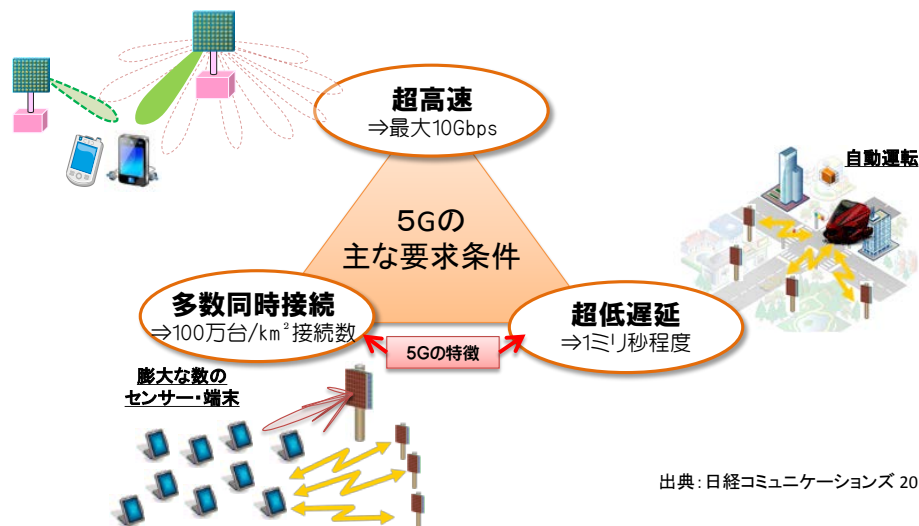 超高速
⇒最大10Gbps
自動運転
5Gの
主な要求条件
多数同時接続
⇒100万台/km²接続数
超低遅延
⇒1ミリ秒程度
5Gの特徴
膨大な数の
センサー・端末
出典：日経コミュニケーションズ 20